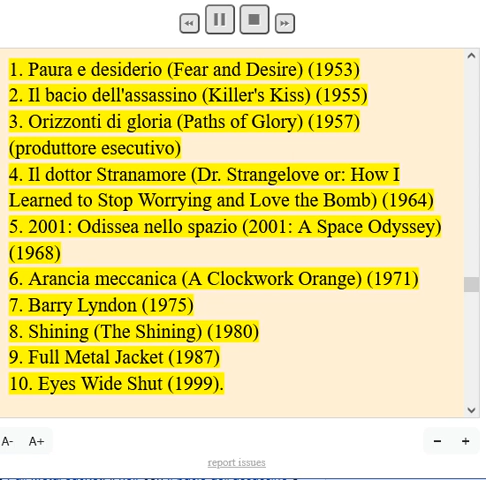 1. Paura e desiderio (Fear and Desire) (1953)
2. Il bacio dell'assassino (Killer's Kiss) (1955)
3. Orizzonti di gloria (Paths of Glory) (1957)
(produttore esecutivo)
4. Il dottor Stranamore (Dr. Strangelove or: How I
Learned to Stop Worrying and Love the Bomb) (1964)
5. 2001: Odissea nello spazio (2001: A Space Odyssey)
(1968)
6. Arancia meccanica (A Clockwork Orange) (1971)
7. Barry Lyndon (1975)
8. Shining (The Shining) (1980)
9. Full Metal Jacket (1987)
10. Eyes Wide Shut (1999).
A- A+ − +
report issues